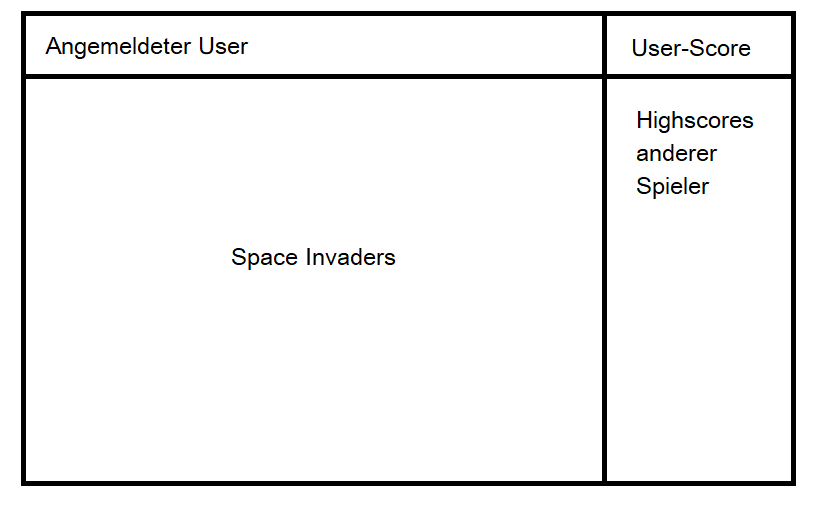 Angemeldeter User
User-Score
Highscores
anderer
Spieler
Space Invaders